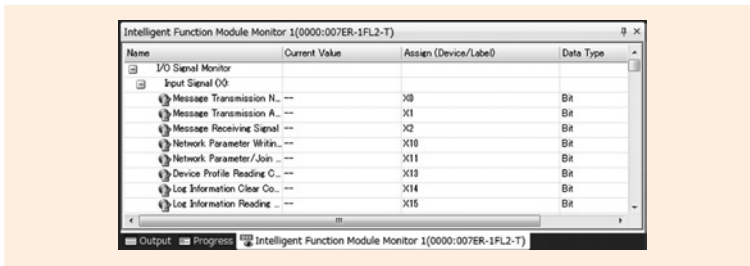 Intelligent Function Module Monitor 1(0000:007ER-1FL2-T)
Name Current Value Assign (Device/Label) Data Type
I/O Signal Monitor
Input Signal (X):
Message Transmission N... -- X0 Bit
Message Transmission A... -- X1 Bit
Message Receiving Signal -- X2 Bit
Network Parameter Writin... -- X10 Bit
Network Parameter/Join ... -- X11 Bit
Device Profile Reading C... -- X13 Bit
Log Information Clear Co... -- X14 Bit
Log Information Reading ... -- X15 Bit
Output Progress Intelligent Function Module Monitor 1(0000:007ER-1FL2-T)